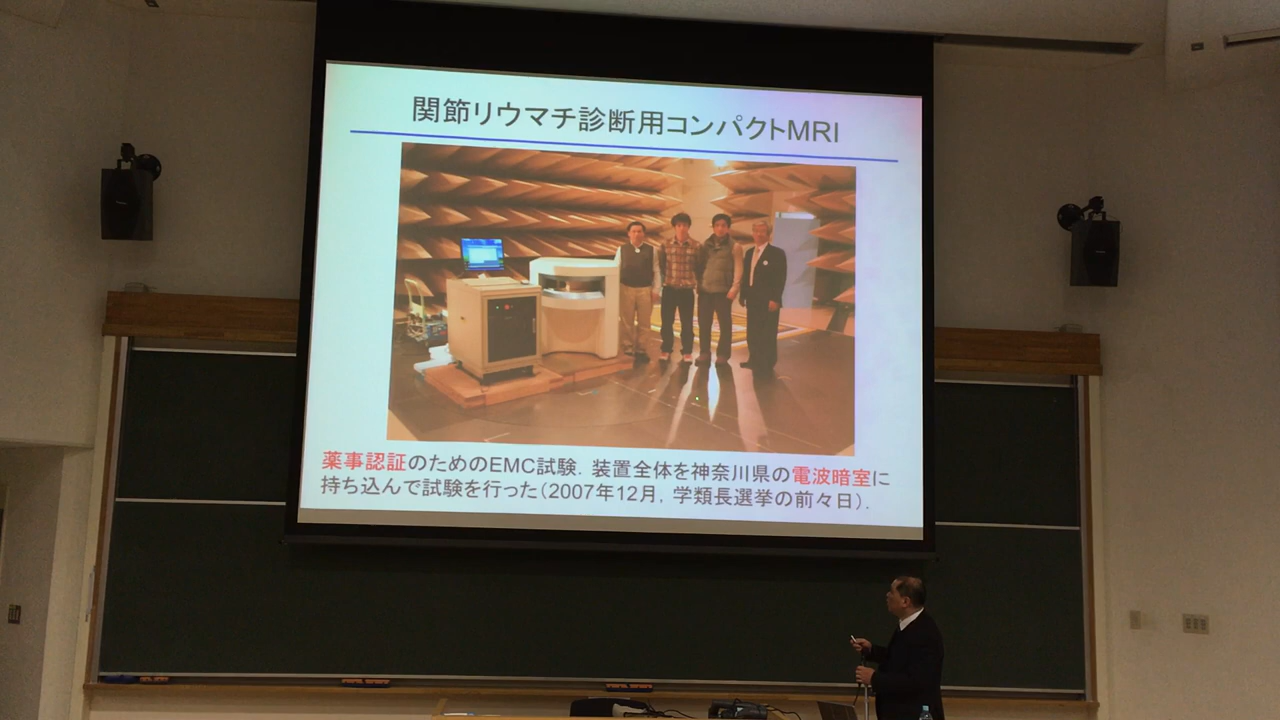 関節リウマチ診断用コンパクトMRI
薬事認証のためのEMC試験．装置全体を神奈川県の電波暗室に
持ち込んで試験を行った（2007年12月，学類長選挙の前々日）．